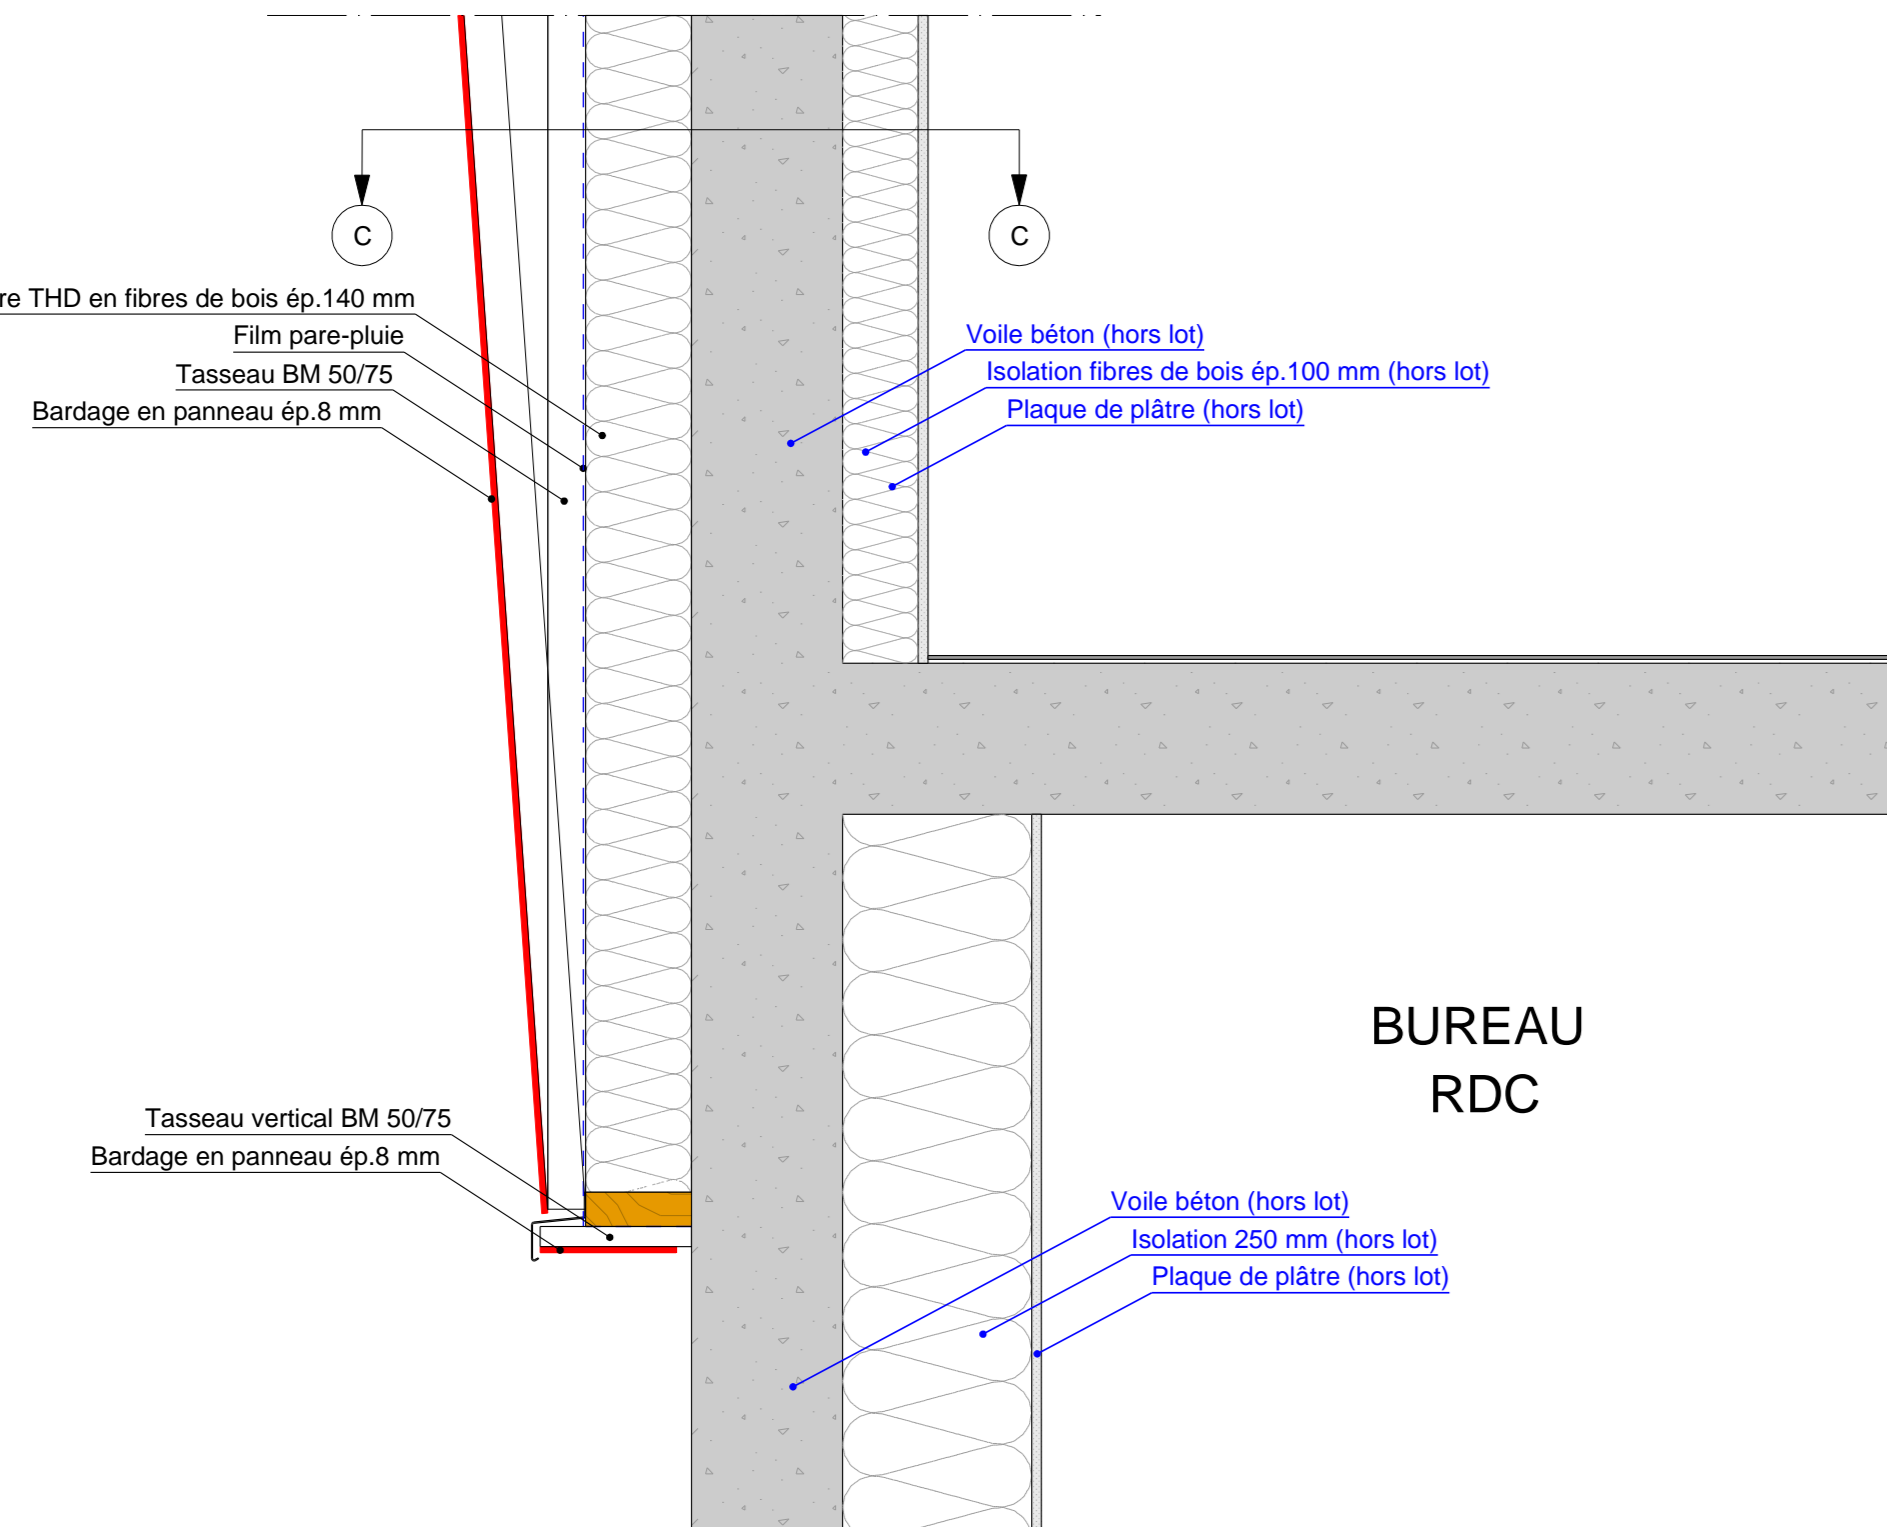 C
C
re THD en fibres de bois ép.140 mm
Film pare-pluie
Tasseau BM 50/75
Bardage en panneau ép.8 mm
Voile béton (hors lot)
Isolation fibres de bois ép.100 mm (hors lot)
Plaque de plâtre (hors lot)
BUREAU
RDC
Tasseau vertical BM 50/75
Bardage en panneau ép.8 mm
Voile béton (hors lot)
Isolation 250 mm (hors lot)
Plaque de plâtre (hors lot)